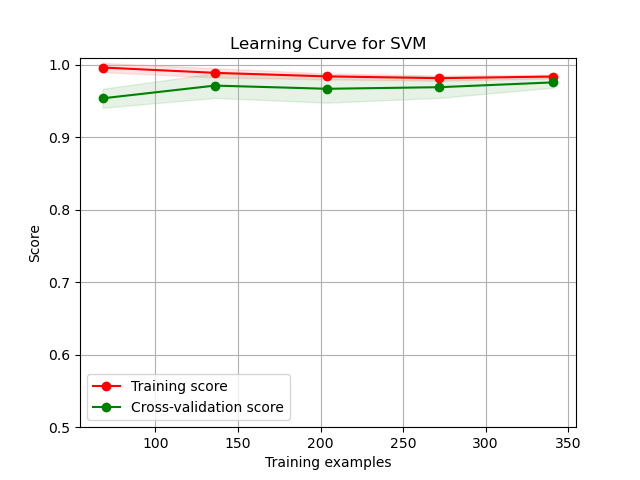 Learning Curve for SVM
1.0
0.9
0.8
0.7
0.6
0.5
Score
Training score
Cross-validation score
100 150 200 250 300 350
Training examples